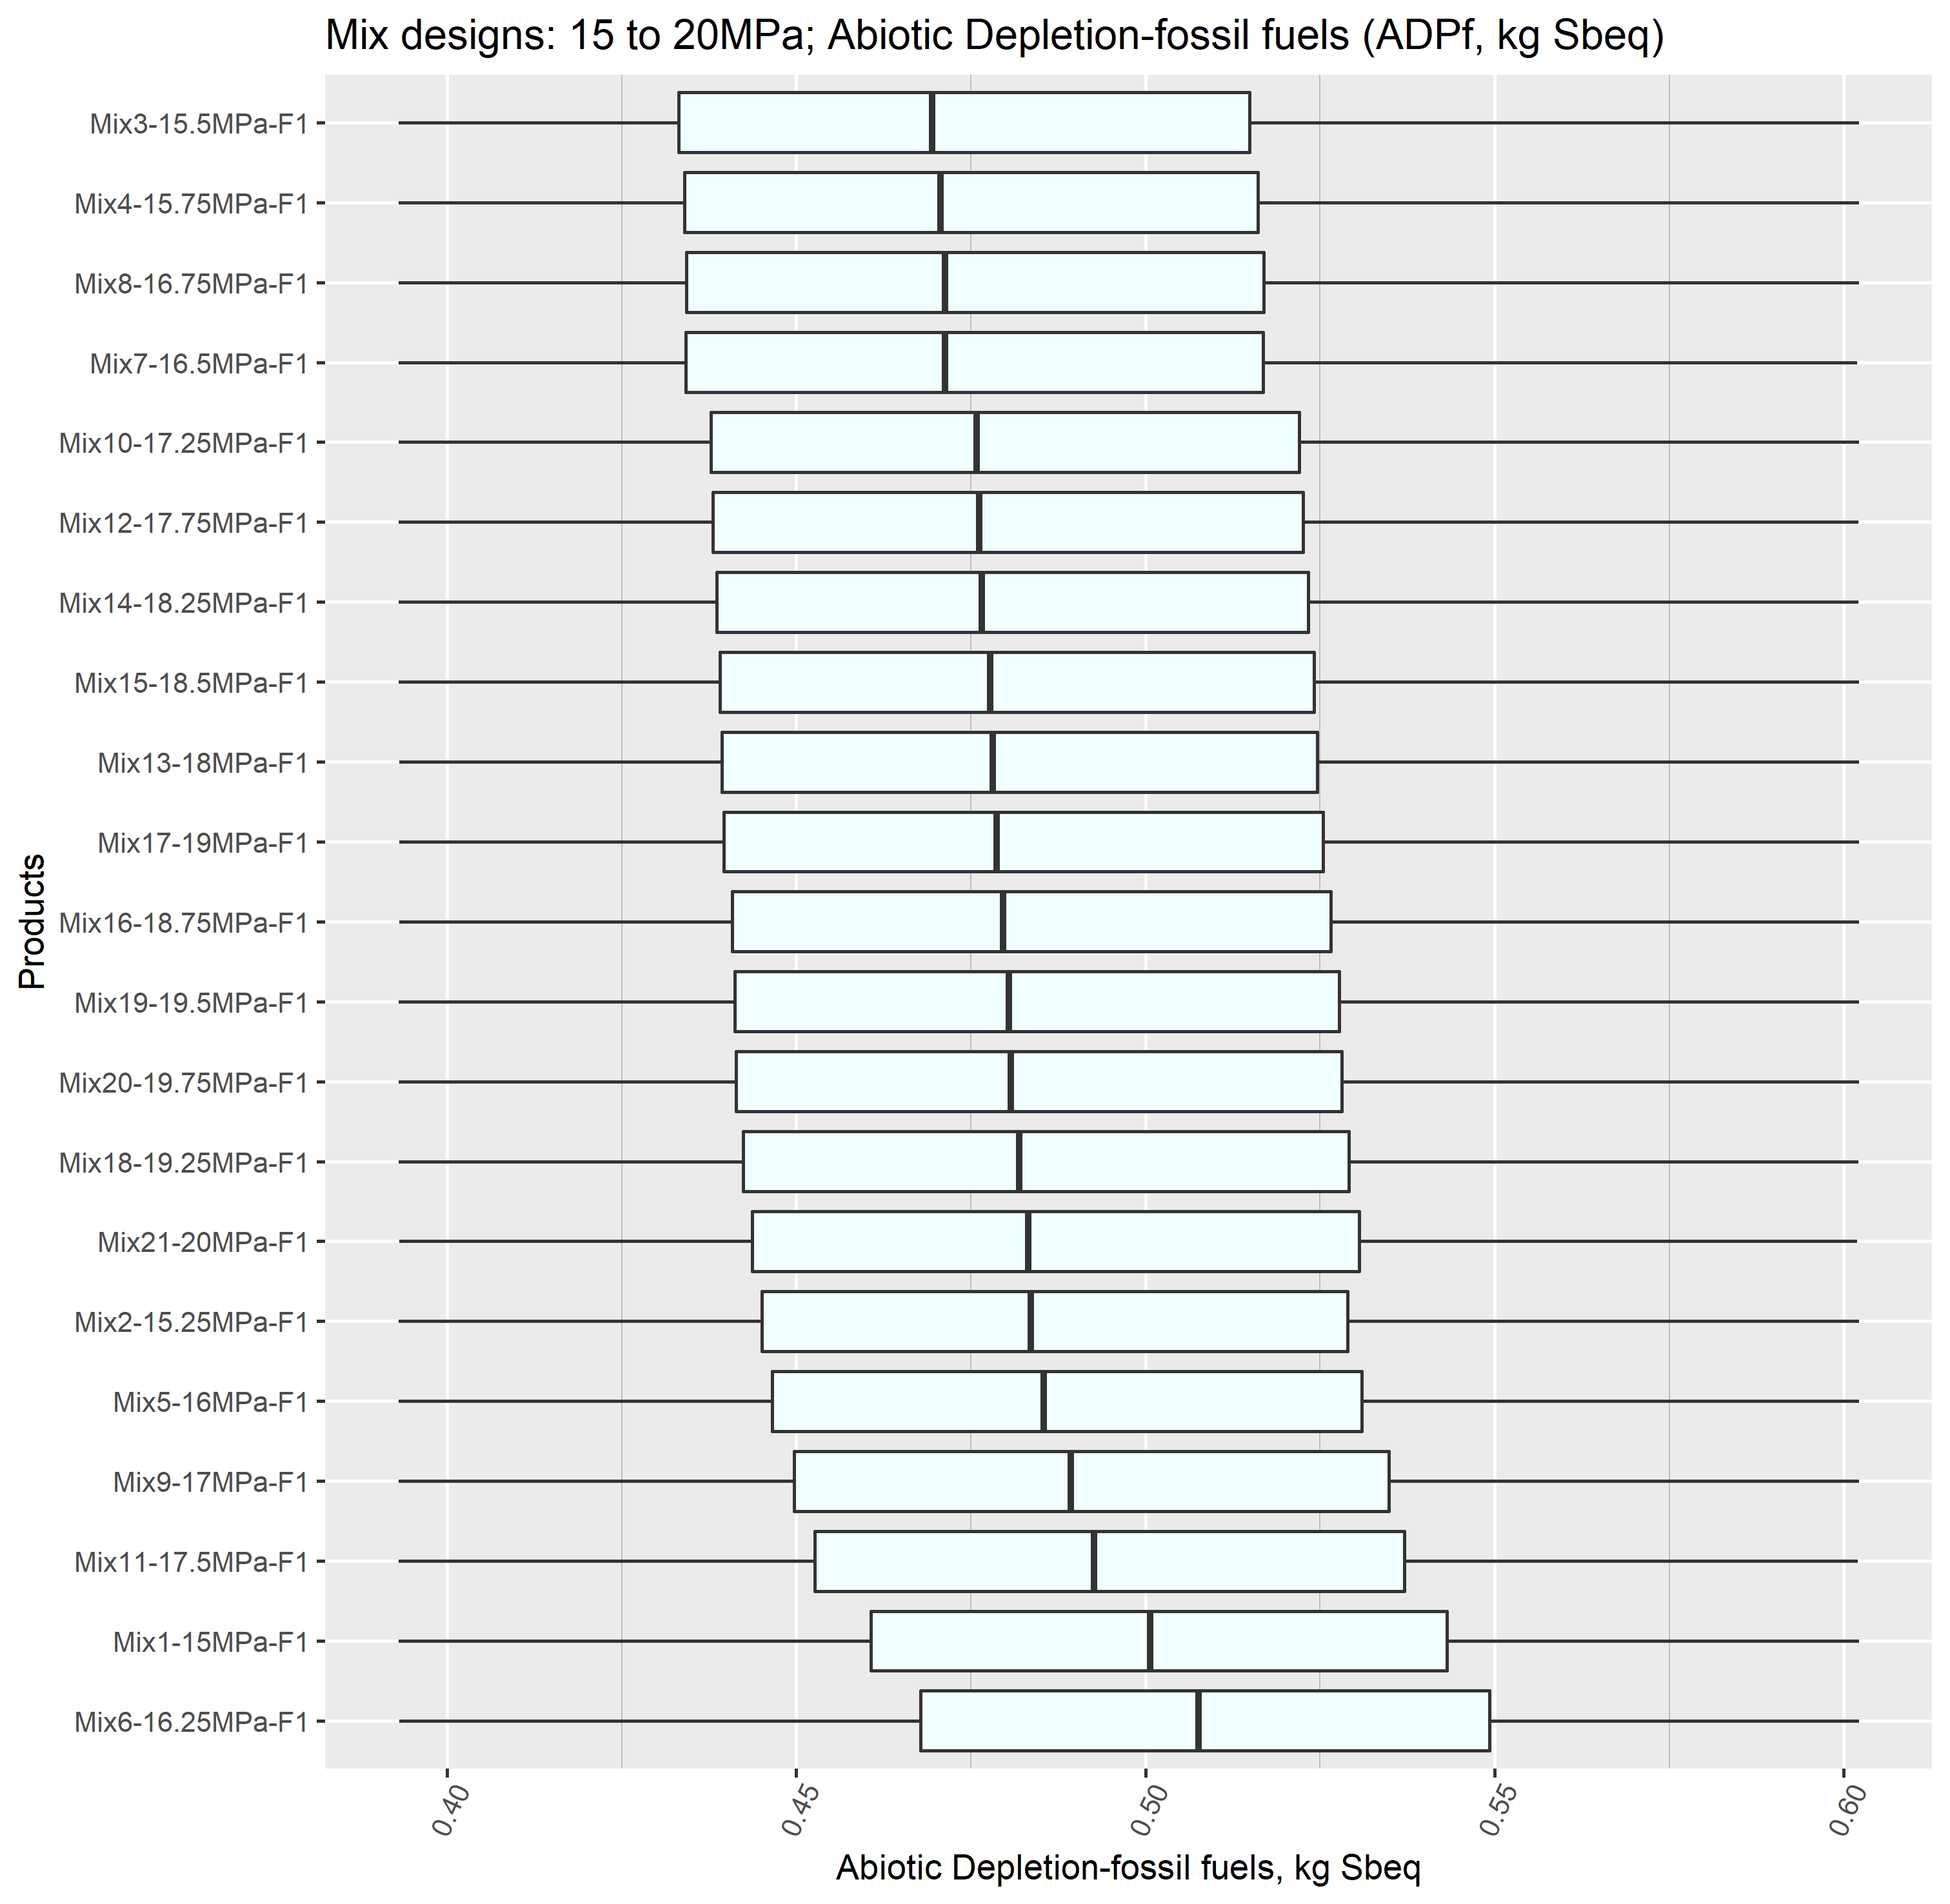 Mix designs: 15 to 20MPa; Abiotic Depletion-fossil fuels (ADPf, kg Sbeq)
Products
Mix3-15.5MPa-F1
Mix4-15.75MPa-F1
Mix8-16.75MPa-F1
Mix7-16.5MPa-F1
Mix10-17.25MPa-F1
Mix12-17.75MPa-F1
Mix14-18.25MPa-F1
Mix15-18.5MPa-F1
Mix13-18MPa-F1
Mix17-19MPa-F1
Mix16-18.75MPa-F1
Mix19-19.5MPa-F1
Mix20-19.75MPa-F1
Mix18-19.25MPa-F1
Mix21-20MPa-F1
Mix2-15.25MPa-F1
Mix5-16MPa-F1
Mix9-17MPa-F1
Mix11-17.5MPa-F1
Mix1-15MPa-F1
Mix6-16.25MPa-F1
0.40 0.45 0.50 0.55 0.60
Abiotic Depletion-fossil fuels, kg Sbeq